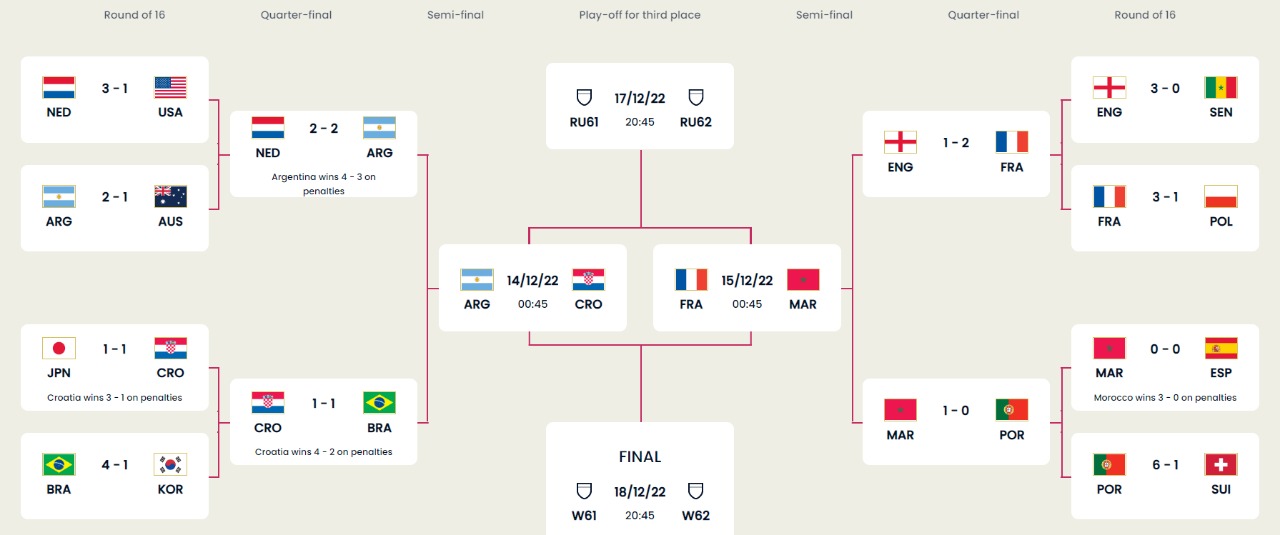 Round of 16 Quarter-final Semi-final Play-off for third place Semi-final Quarter-final Round of 16
3 - 1
NED USA
2 - 1
ARG AUS
1 - 1
JPN CRO
Croatia wins 3 - 1 on penalties
4 - 1
BRA KOR
2 - 2
NED ARG
Argentina wins 4 - 3 on
penalties
1 - 1
CRO BRA
Croatia wins 4 - 2 on penalties
14/12/22
ARG 00:45 CRO
17/12/22
RU61 20:45 RU62
FINAL
18/12/22
W61 20:45 W62
15/12/22
FRA 00:45 MAR
1 - 2
ENG FRA
1 - 0
MAR POR
3 - 0
ENG SEN
3 - 1
FRA POL
0 - 0
MAR ESP
Morocco wins 3 - 0 on penalties
6 - 1
POR SUI